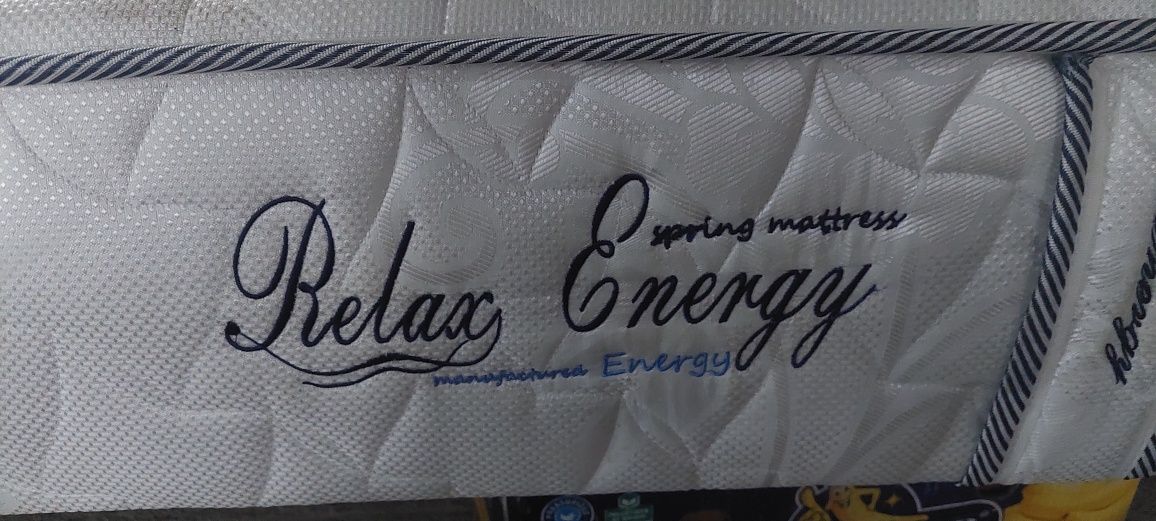 Relax Energy
spring mattress
manufactured Energy